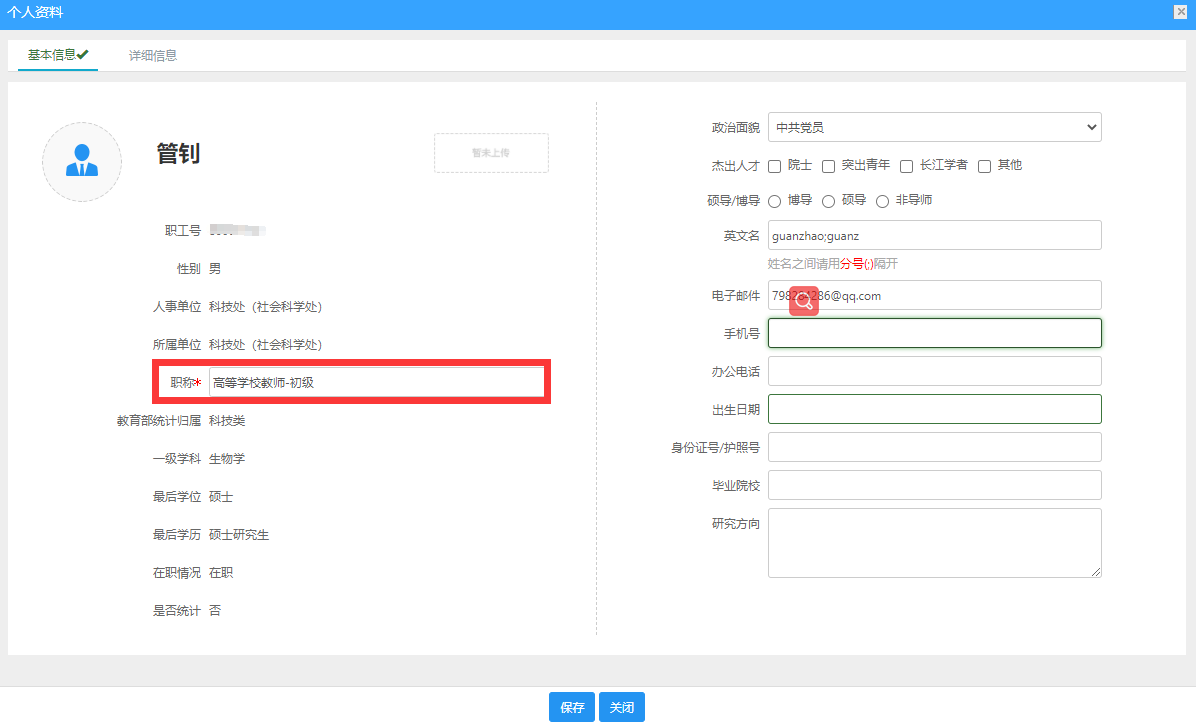 个人资料
基本信息
详细信息
管钊
暂未上传
职工号
性别 男
人事单位 科技处（社会科学处）
所属单位 科技处（社会科学处）
职称* 高等学校教师-初级
教育部统计归属 科技类
一级学科 生物学
最后学位 硕士
最后学历 硕士研究生
在职情况 在职
是否统计 否
政治面貌 中共党员
杰出人才 院士 突出青年 长江学者 其他
硕导/博导 博导 硕导 非导师
英文名 guanzhao;guanz
姓名之间请用分号(;)隔开
电子邮件
手机号
办公电话
出生日期
身份证号/护照号
毕业院校
研究方向
保存 关闭